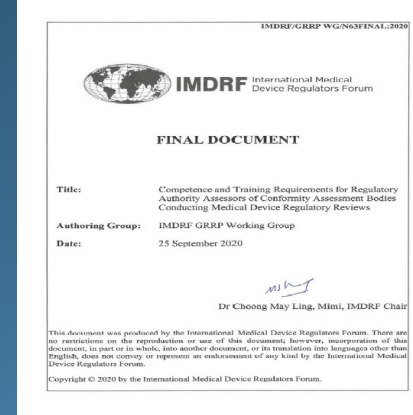 IMDRF/GRRP WG/N63FINAL:2020
IMDRF International Medical
Device Regulators Forum
FINAL DOCUMENT
Title: Competence and Training Requirements for Regulatory
Authority Assessors of Conformity Assessment Bodies
Conducting Medical Device Regulatory Reviews
Authoring Group: IMDRF GRRP Working Group
Date: 25 September 2020
Dr Choong May Ling, Mimi, IMDRF Chair
This document was produced by the International Medical Device Regulators Forum. There are
no restrictions on the reproduction or use of this document; however, incorporation of this
document, in part or in whole, into another document, or its translation into languages other than
English, does not convey or represent an endorsement of any kind by the International Medical
Device Regulators Forum.
Copyright © 2020 by the International Medical Device Regulators Forum.